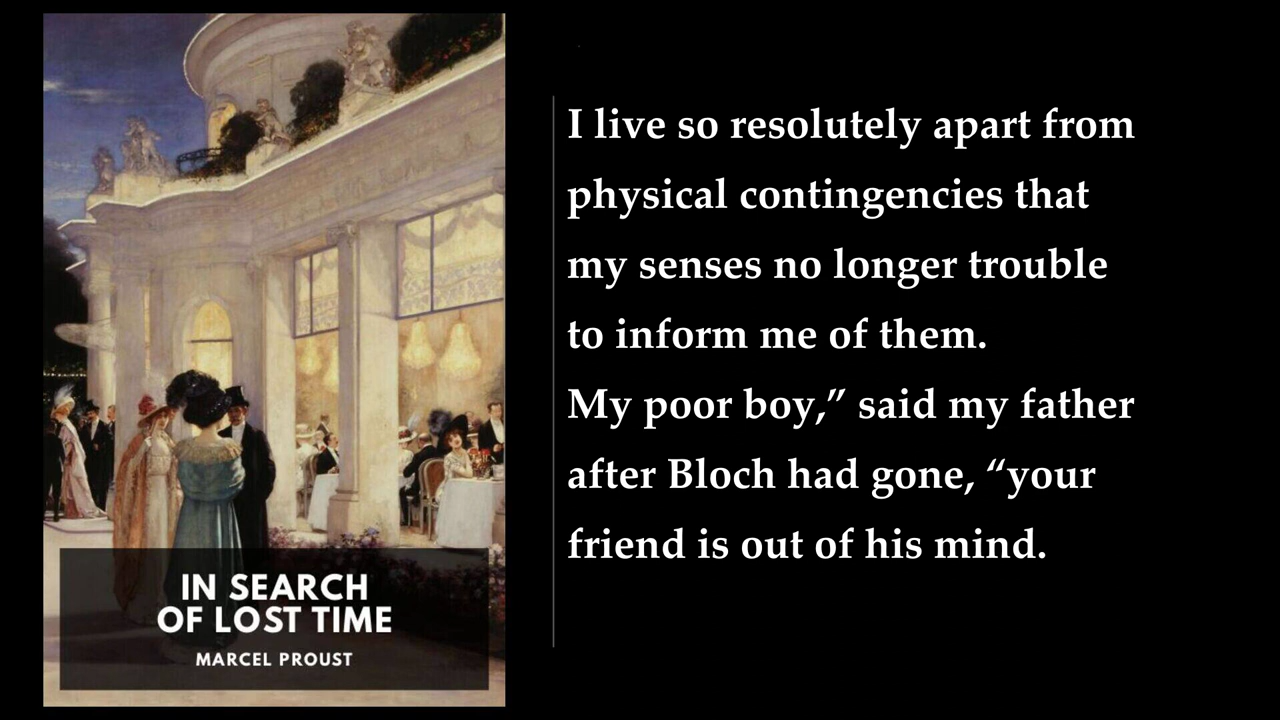 IN SEARCH
OF LOST TIME
MARCEL PROUST
I live so resolutely apart from
physical contingencies that
my senses no longer trouble
to inform me of them.
My poor boy,” said my father
after Bloch had gone, “your
friend is out of his mind.